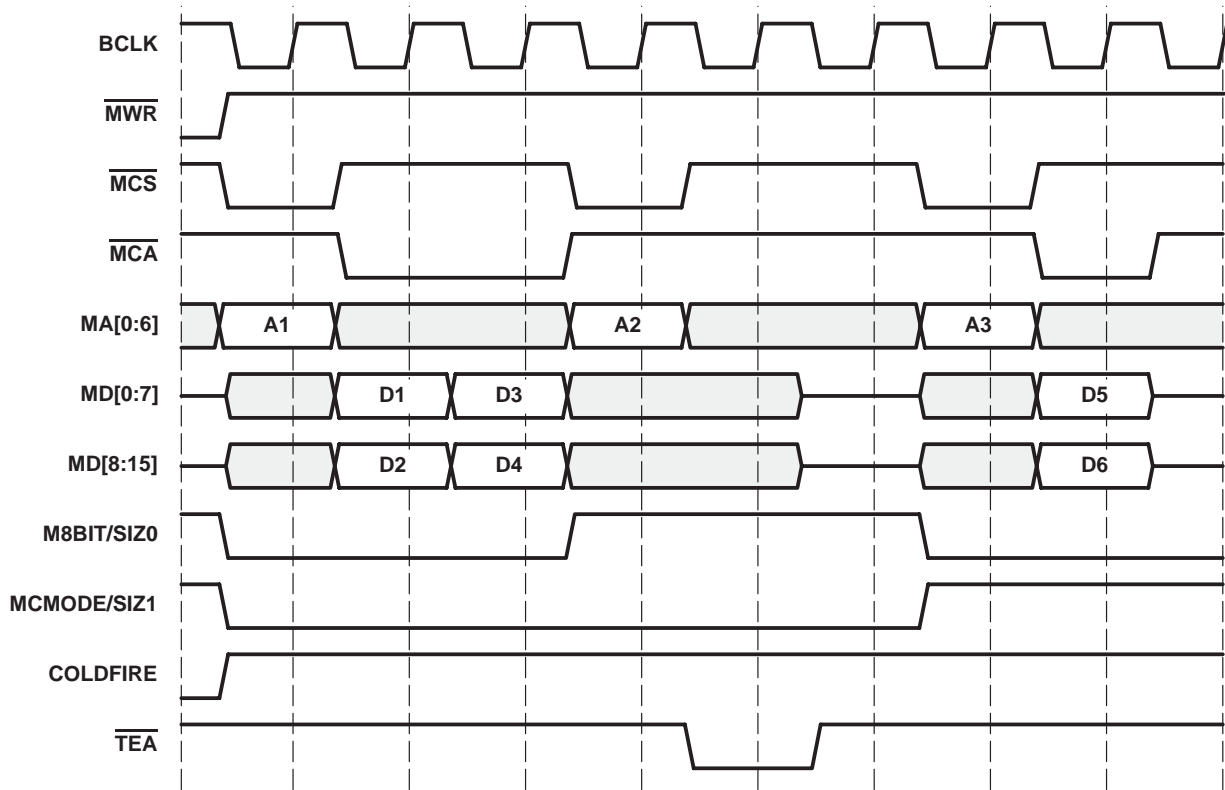 BCLK
MWR
MCS
MCA
MA[0:6] A1 A2 A3
MD[0:7] D1 D3 D5
MD[8:15] D2 D4 D6
M8BIT/SIZ0
MCMODE/SIZ1
COLDFIRE
TEA